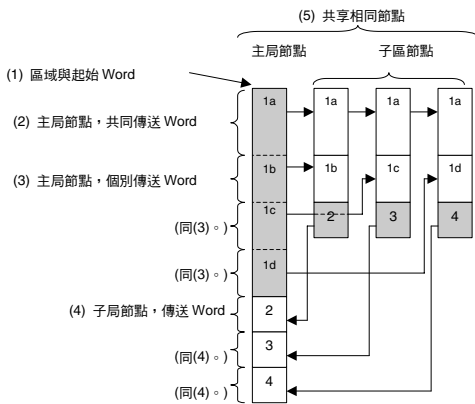 (5) 共享相同節點
主局節點 子區節點
(1) 區域與起始 Word
1a 1a 1a 1a
(2) 主局節點，共同傳送 Word
1b 1b 1c 1d
(3) 主局節點，個別傳送 Word
1c 2 3 4
(同(3)。)
1d
(同(3)。)
(4) 子局節點，傳送 Word
2
3
(同(4)。)
4
(同(4)。)